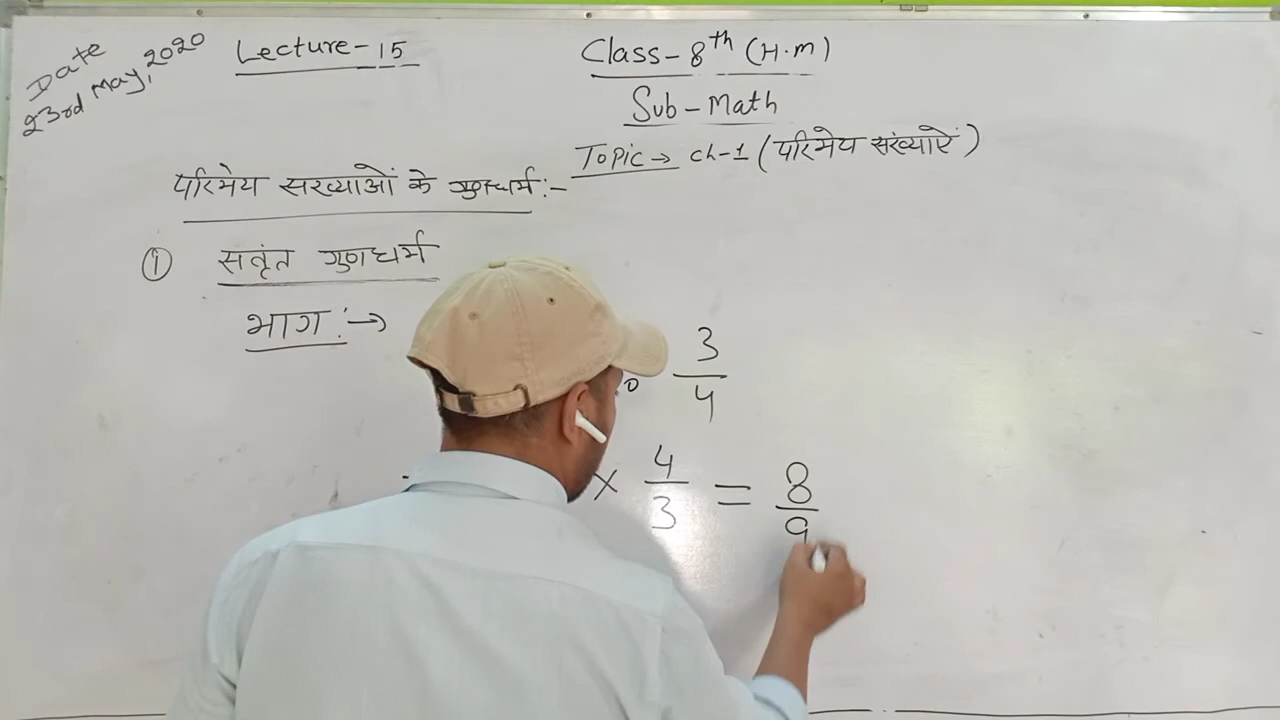 Date
23rd May, 2020
Lecture-15
Class-8th (H.M)
Sub-Math
Topic → ch-1 (परिमेय संख्याऐं)
परिमेय सख्याओं के गुणधर्म:-
① सवृंत गुणधर्म
भाग:→
3
4
× 4/3 = 8/9